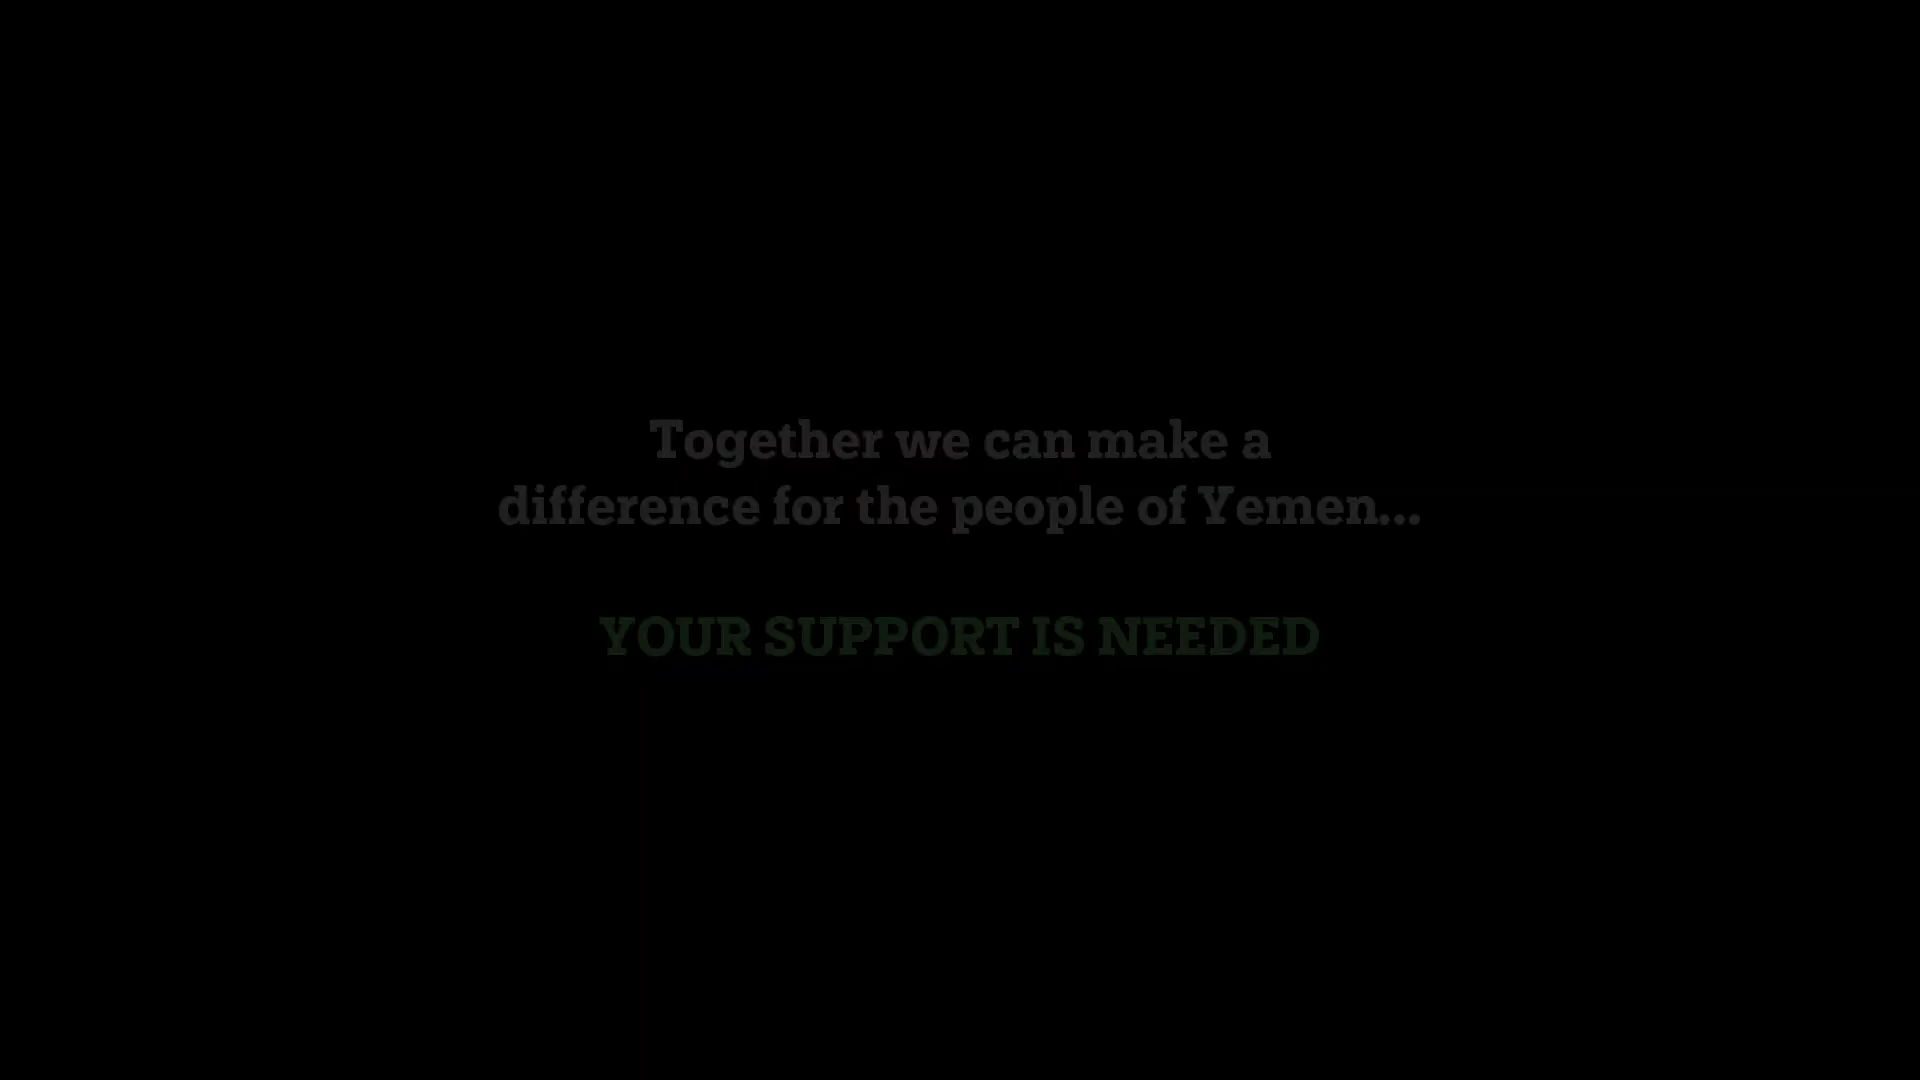 Together we can make a
difference for the people of Yemen...
YOUR SUPPORT IS NEEDED